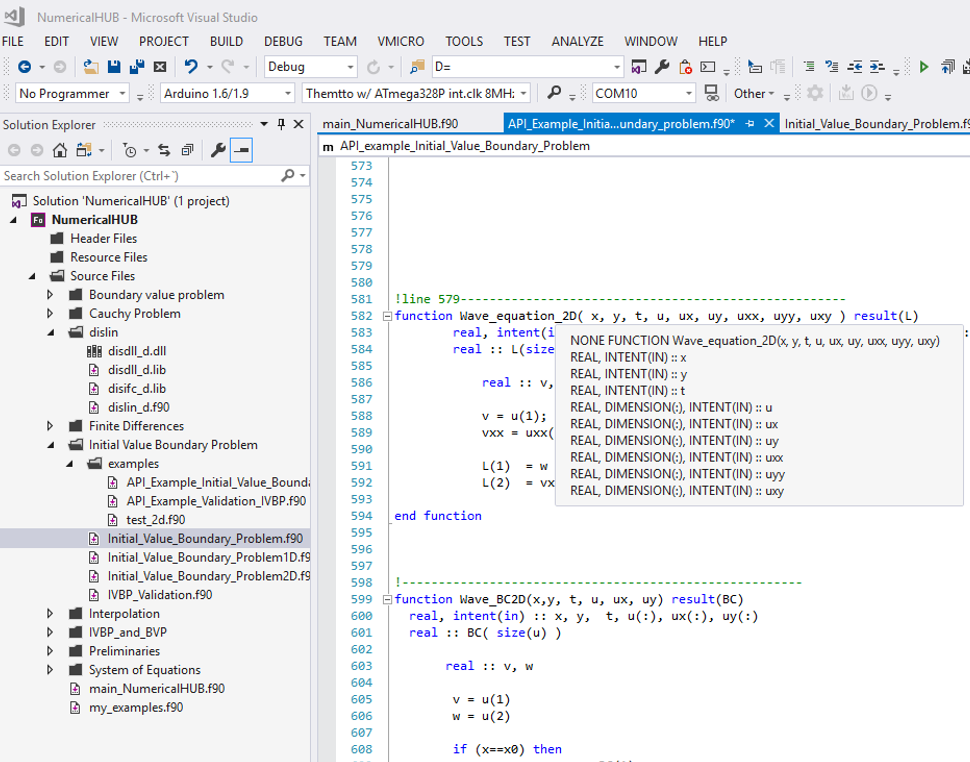 NumericalHUB - Microsoft Visual Studio
FILE EDIT VIEW PROJECT BUILD DEBUG TEAM VMICRO TOOLS TEST ANALYZE WINDOW HELP
Debug D=
No Programmer Arduino 1.6/1.9 Themtto w/ ATmega328P int.clk 8MH: COM10 Other
Solution Explorer
Search Solution Explorer (Ctrl+¨)
Solution 'NumericalHUB' (1 project)
NumericalHUB
Header Files
Resource Files
Source Files
Boundary value problem
Cauchy Problem
dislin
disdll_d.dll
disdll_d.lib
disifc_d.lib
dislin_d.f90
Finite Differences
Initial Value Boundary Problem
examples
API_Example_Initial_Value_Bounda
API_Example_Validation_IVBP.f90
test_2d.f90
Initial_Value_Boundary_Problem.f90
Initial_Value_Boundary_Problem1D.f9
Initial_Value_Boundary_Problem2D.f9
IVBP_Validation.f90
Interpolation
IVBP_and_BVP
Preliminaries
System of Equations
main_NumericalHUB.f90
my_examples.f90
main_NumericalHUB.f90 API_Example_Initia...undary_problem.f90* Initial_Value_Boundary_Problem.f9
m API_example_Initial_Value_Boundary_Problem
573
574
575
576
577
578
579
580
581 !line 579-----------------------------------------------------
582 function Wave_equation_2D( x, y, t, u, ux, uy, uxx, uyy, uxy ) result(L)
583 real, intent(i
584 real :: L(size
585
586 real :: v,
587
588 v = u(1);
589 vxx = uxx(
590
591 L(1) = w
592 L(2) = vx
593
594 end function
595
596
597
598 !-------------------------------------------------------
599 function Wave_BC2D(x,y, t, u, ux, uy) result(BC)
600 real, intent(in) :: x, y, t, u(:), ux(:), uy(:)
601 real :: BC( size(u) )
602
603 real :: v, w
604
605 v = u(1)
606 w = u(2)
607
608 if (x==x0) then
NONE FUNCTION Wave_equation_2D(x, y, t, u, ux, uy, uxx, uyy, uxy)
REAL, INTENT(IN) :: x
REAL, INTENT(IN) :: y
REAL, INTENT(IN) :: t
REAL, DIMENSION(:), INTENT(IN) :: u
REAL, DIMENSION(:), INTENT(IN) :: ux
REAL, DIMENSION(:), INTENT(IN) :: uy
REAL, DIMENSION(:), INTENT(IN) :: uxx
REAL, DIMENSION(:), INTENT(IN) :: uyy
REAL, DIMENSION(:), INTENT(IN) :: uxy